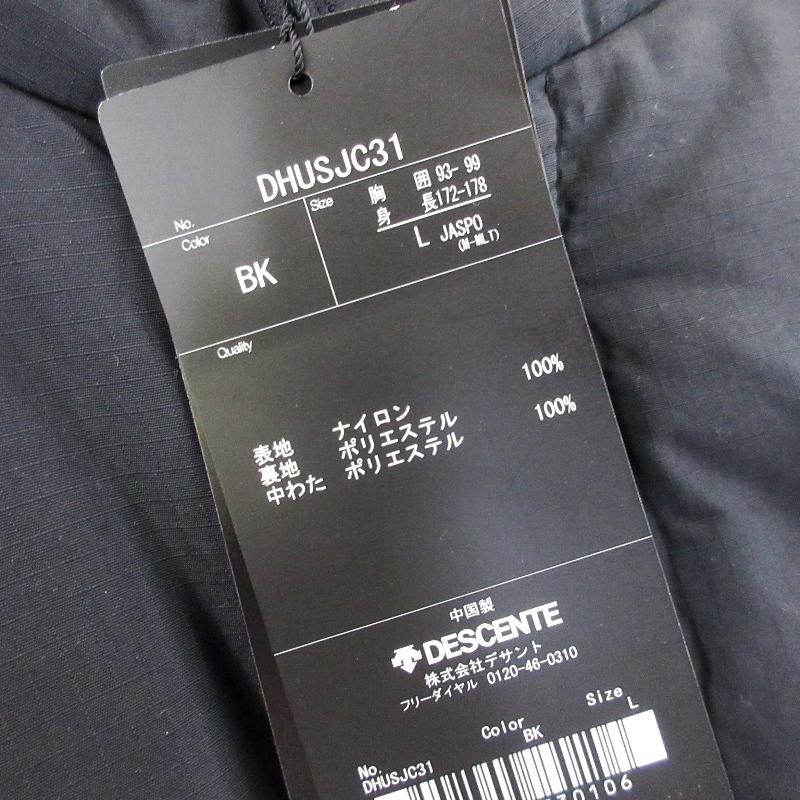 No. DHUSJC31
Color BK
Size 胸 囲 93- 99
身 長172-178
L JASPO
(M-MLT)
Quality
表地 ナイロン 100%
裏地 ポリエステル 100%
中わた ポリエステル
中国製
DESCENTE
株式会社デサント
フリーダイヤル 0120-46-0310
No. Color Size
DHUSJC31 BK L